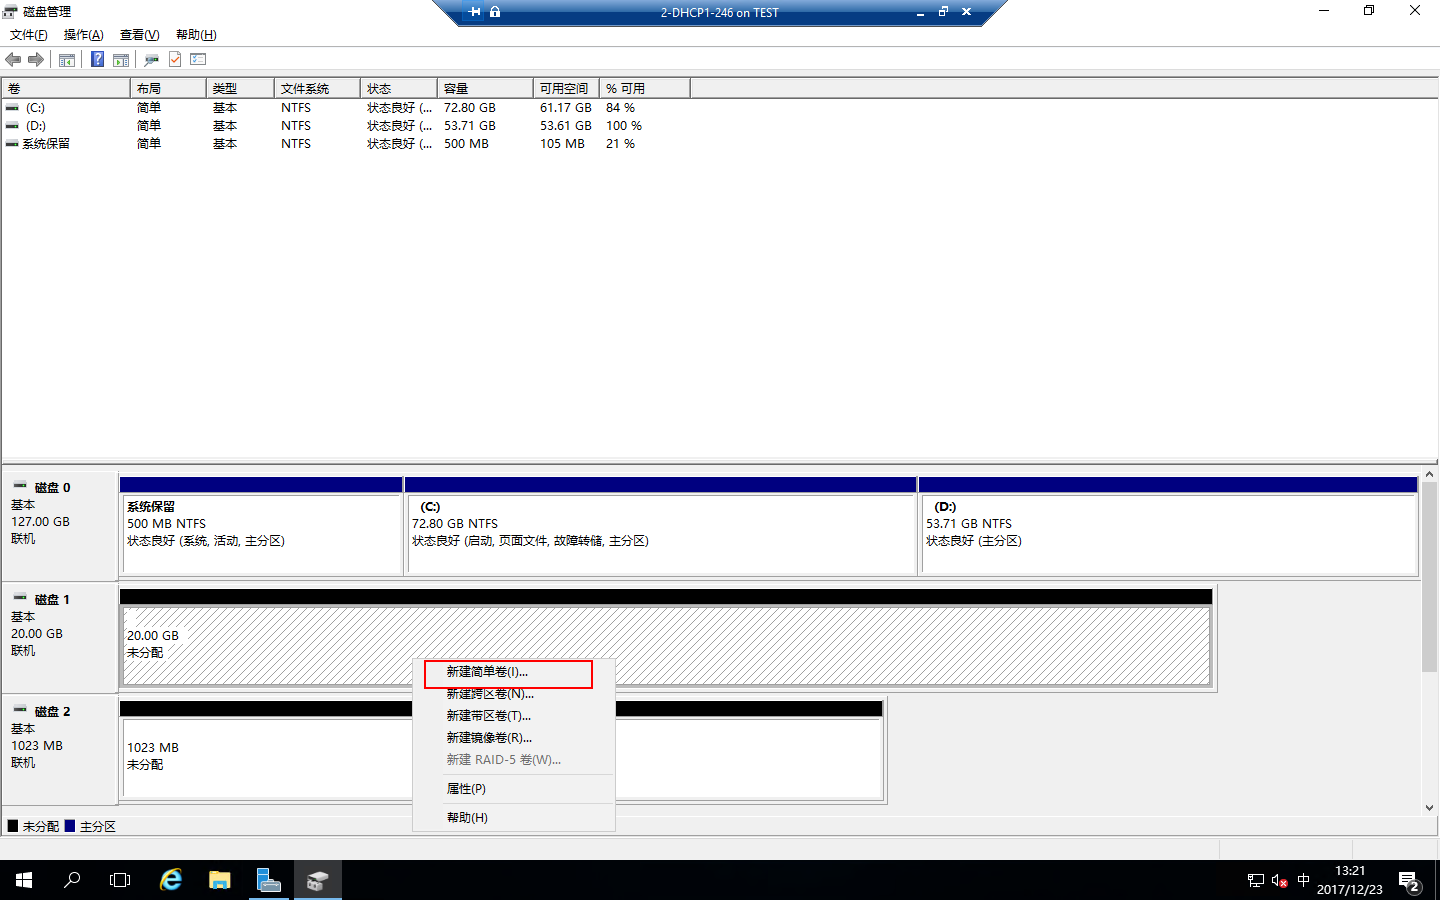 磁盘管理
2-DHCP1-246 on TEST
文件(F) 操作(A) 查看(V) 帮助(H)
卷 布局 类型 文件系统 状态 容量 可用空间 % 可用
(C:) 简单 基本 NTFS 状态良好 (... 72.80 GB 61.17 GB 84 %
(D:) 简单 基本 NTFS 状态良好 (... 53.71 GB 53.61 GB 100 %
系统保留 简单 基本 NTFS 状态良好 (... 500 MB 105 MB 21 %
磁盘 0
基本
127.00 GB
联机
系统保留
500 MB NTFS
状态良好 (系统, 活动, 主分区)
(C:)
72.80 GB NTFS
状态良好 (启动, 页面文件, 故障转储, 主分区)
(D:)
53.71 GB NTFS
状态良好 (主分区)
磁盘 1
基本
20.00 GB
联机
20.00 GB
未分配
磁盘 2
基本
1023 MB
联机
1023 MB
未分配
新建简单卷(I)...
新建跨区卷(N)...
新建带区卷(T)...
新建镜像卷(R)...
新建 RAID-5 卷(W)...
属性(P)
帮助(H)
未分配 主分区
中
13:21
2017/12/23
2